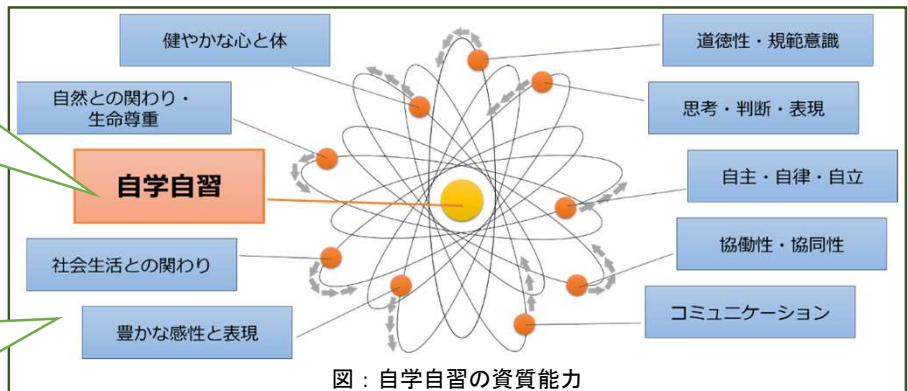 健やかな心と体
道徳性・規範意識
自然との関わり・
生命尊重
思考・判断・表現
自学自習
自主・自律・自立
社会生活との関わり
協働性・協同性
豊かな感性と表現
コミュニケーション
図：自学自習の資質能力